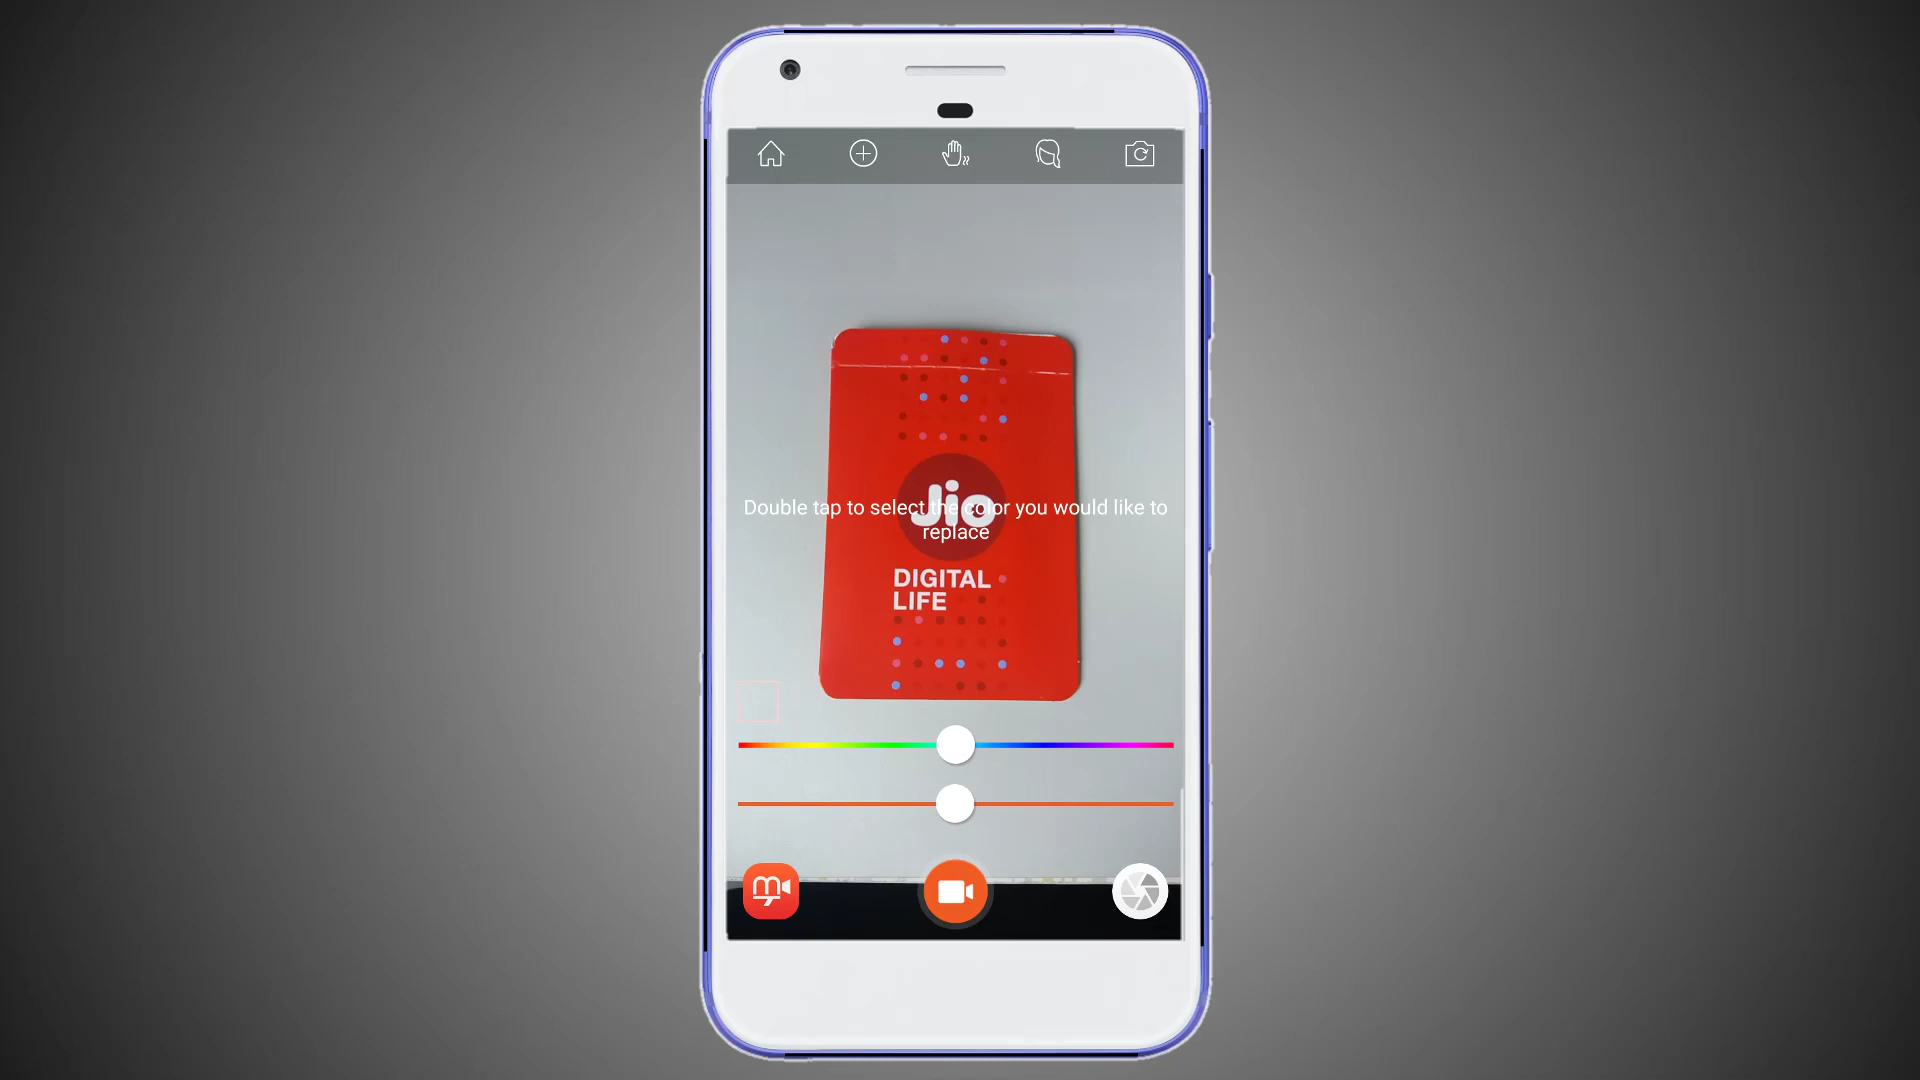 Jio
Double tap to select the color you would like to
replace
DIGITAL
LIFE